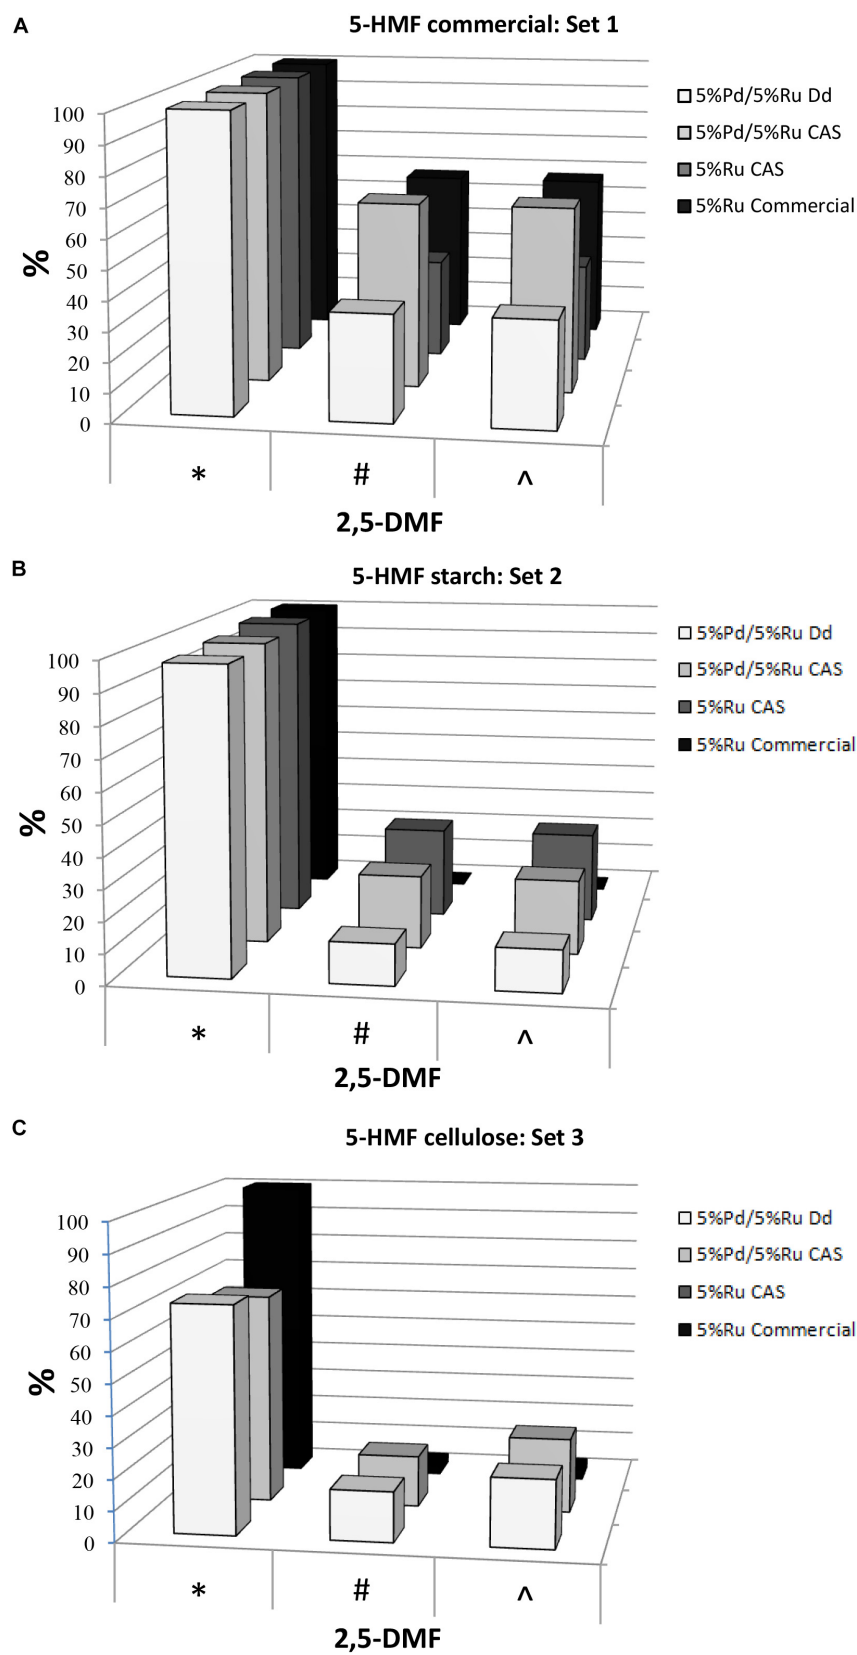 A
5-HMF commercial: Set 1
100
90
80
70
60
50
40
30
20
10
0
%
5%Pd/5%Ru Dd
5%Pd/5%Ru CAS
5%Ru CAS
5%Ru Commercial
* # ^
2,5-DMF
B
5-HMF starch: Set 2
100
90
80
70
60
50
40
30
20
10
0
%
5%Pd/5%Ru Dd
5%Pd/5%Ru CAS
5%Ru CAS
5%Ru Commercial
* # ^
2,5-DMF
C
5-HMF cellulose: Set 3
100
90
80
70
60
50
40
30
20
10
0
%
5%Pd/5%Ru Dd
5%Pd/5%Ru CAS
5%Ru CAS
5%Ru Commercial
* # ^
2,5-DMF